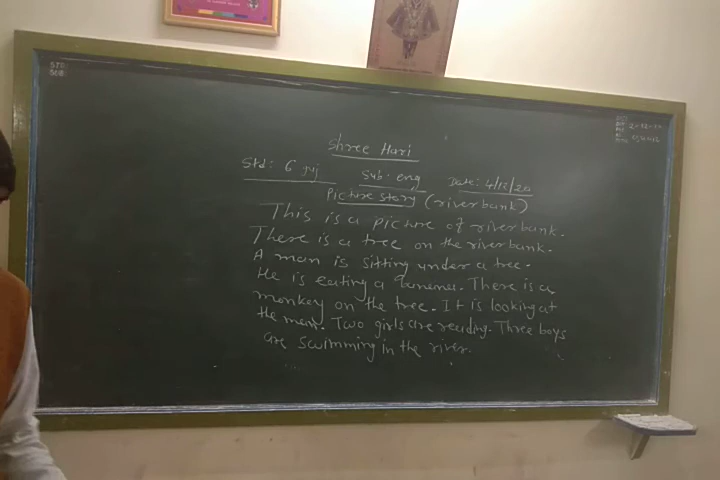 STD:
SUB:
Shree Hari
Std: 6 Guj Sub: eng Date: 4/12/20
Picture story (river bank)
This is a picture of river bank.
There is a tree on the river bank.
A man is sitting under a tree.
He is eating a banana. There is a
monkey on the tree. It is looking at
the man. Two girls are reading. Three boys
are swimming in the river.